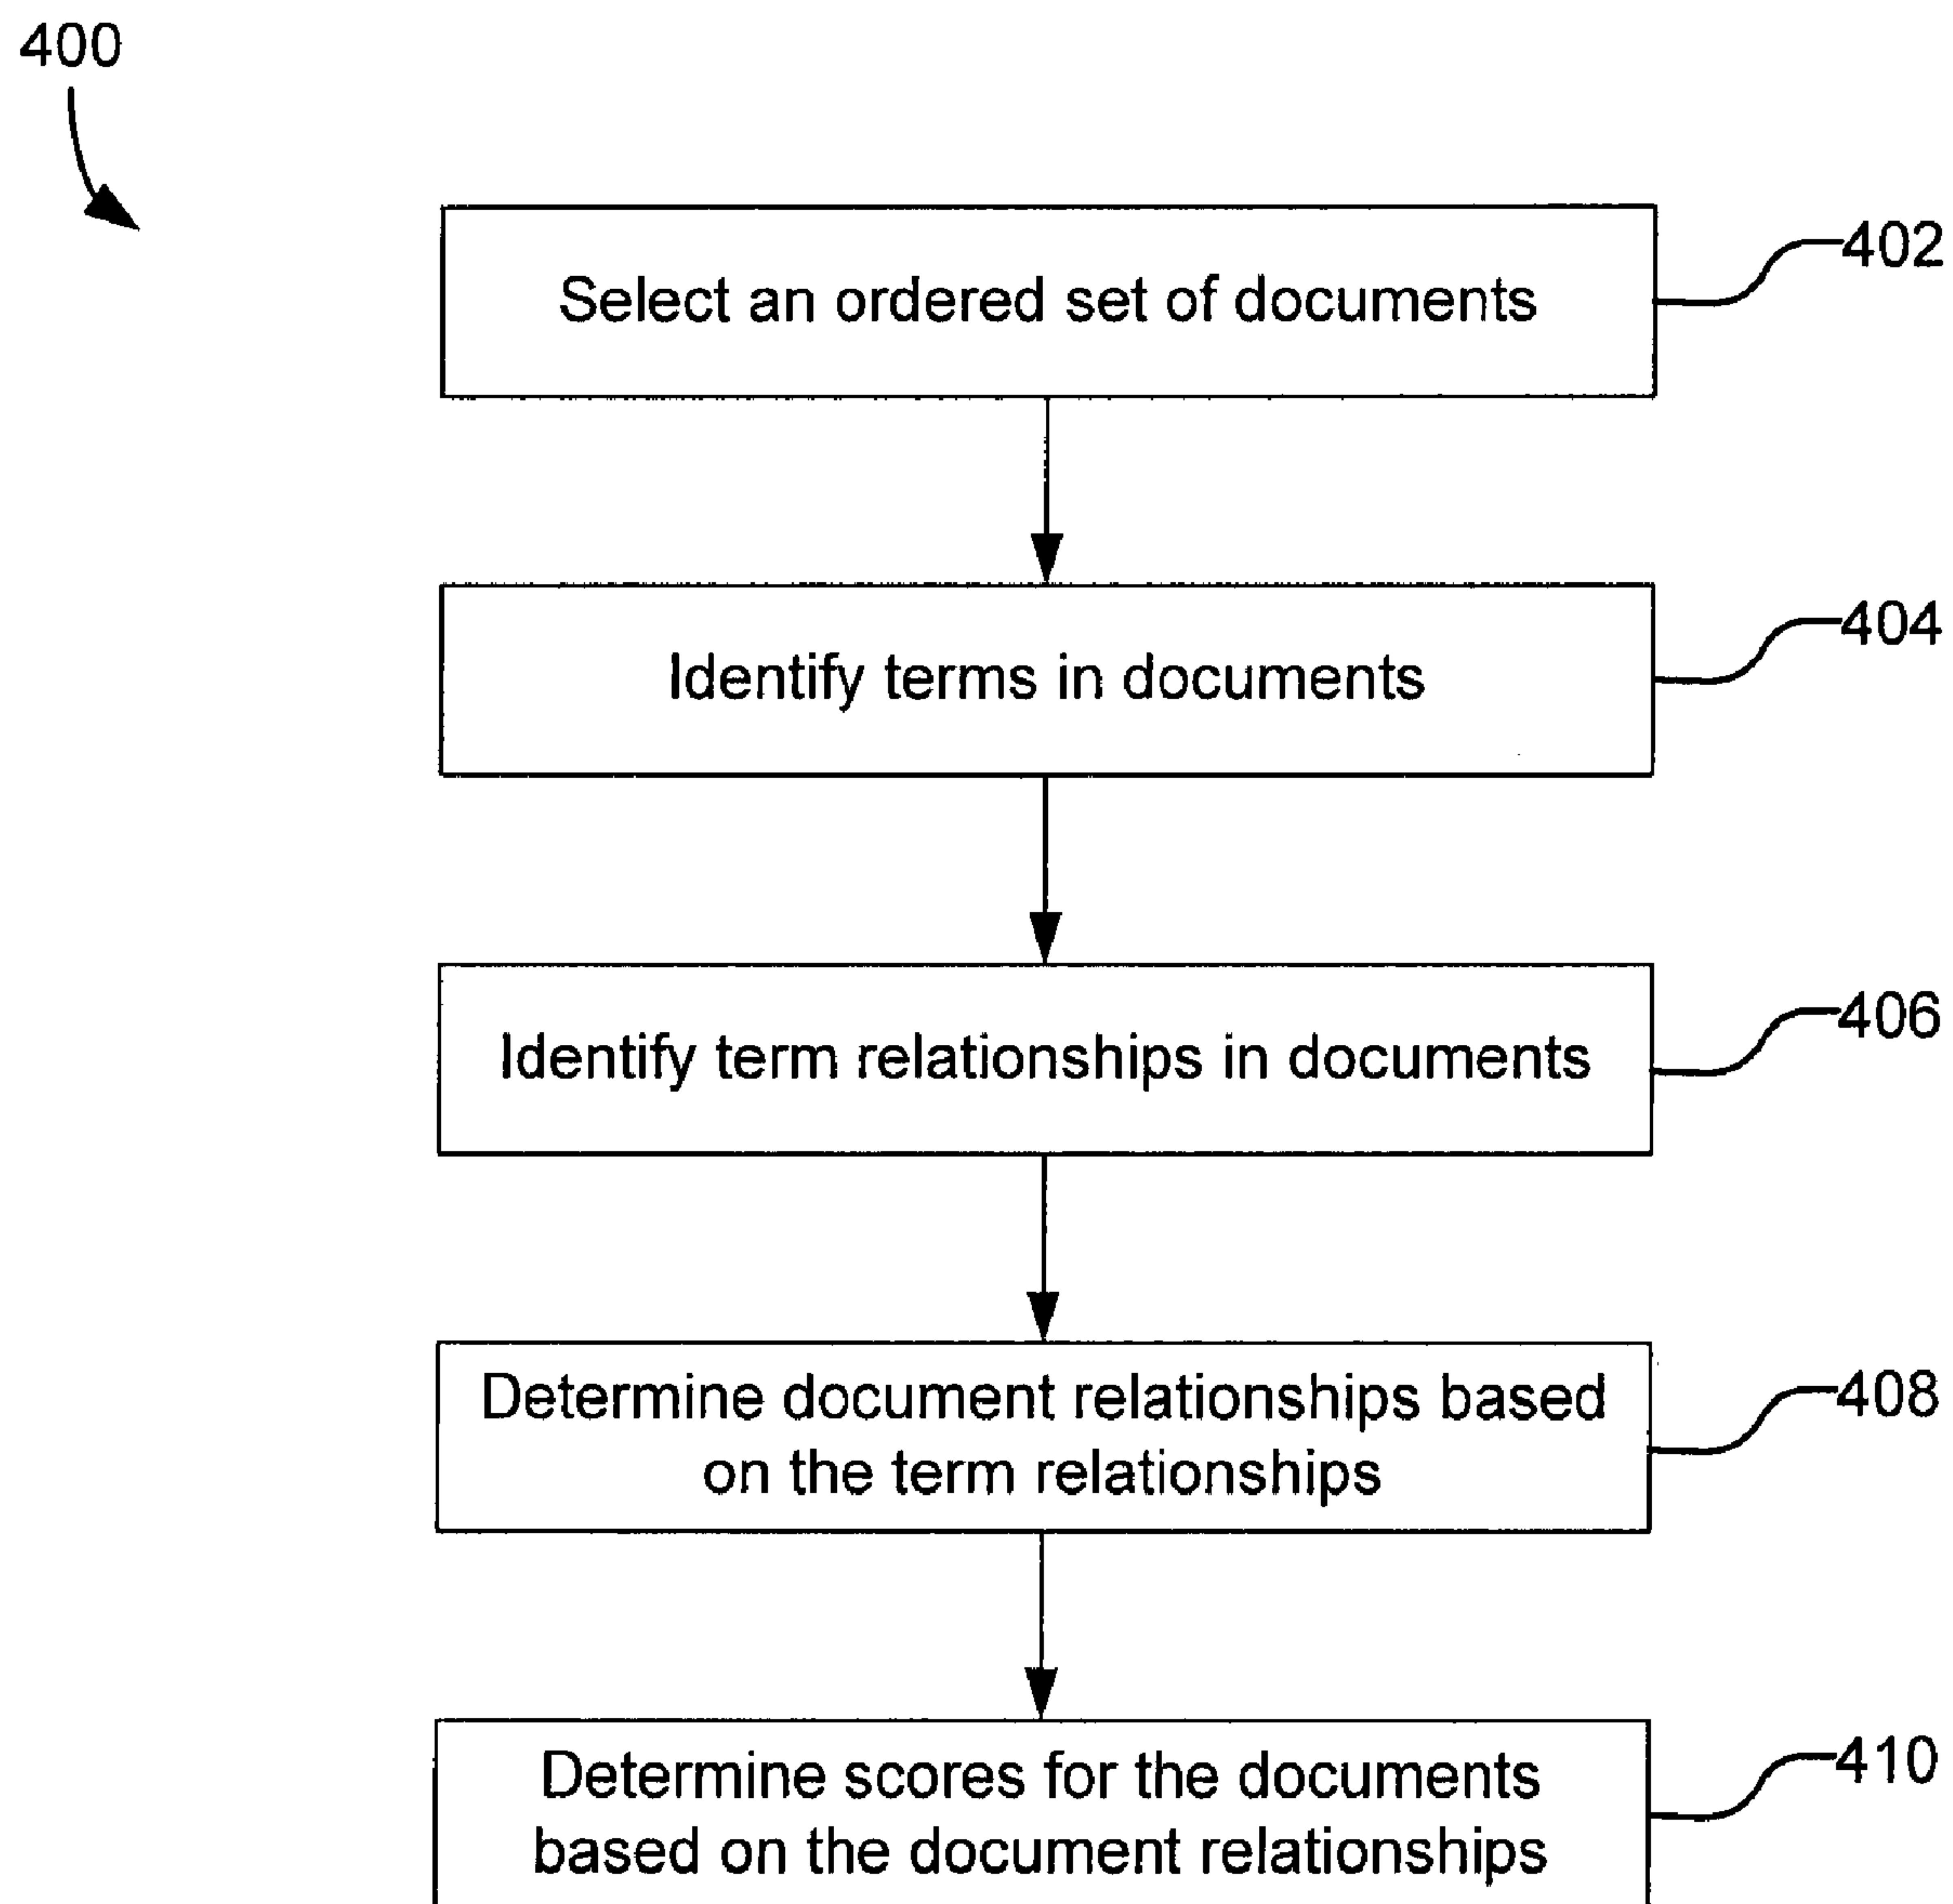 400
Select an ordered set of documents
402
Identify terms in documents
404
Identify term relationships in documents
406
Determine document relationships based
on the term relationships
408
Determine scores for the documents
based on the document relationships
410